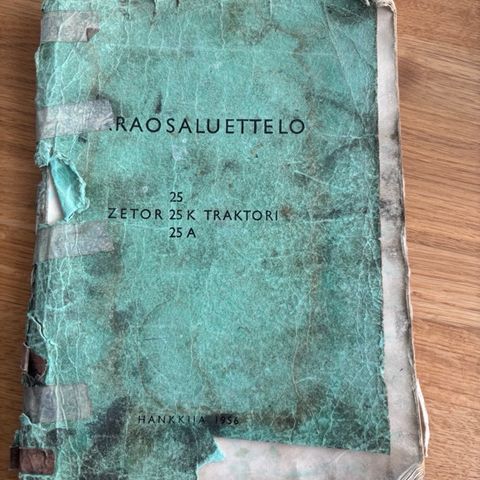 RAOSALUETTELO
25
ZETOR 25 K TRAKTORI
25 A
HANKKIJA 1956